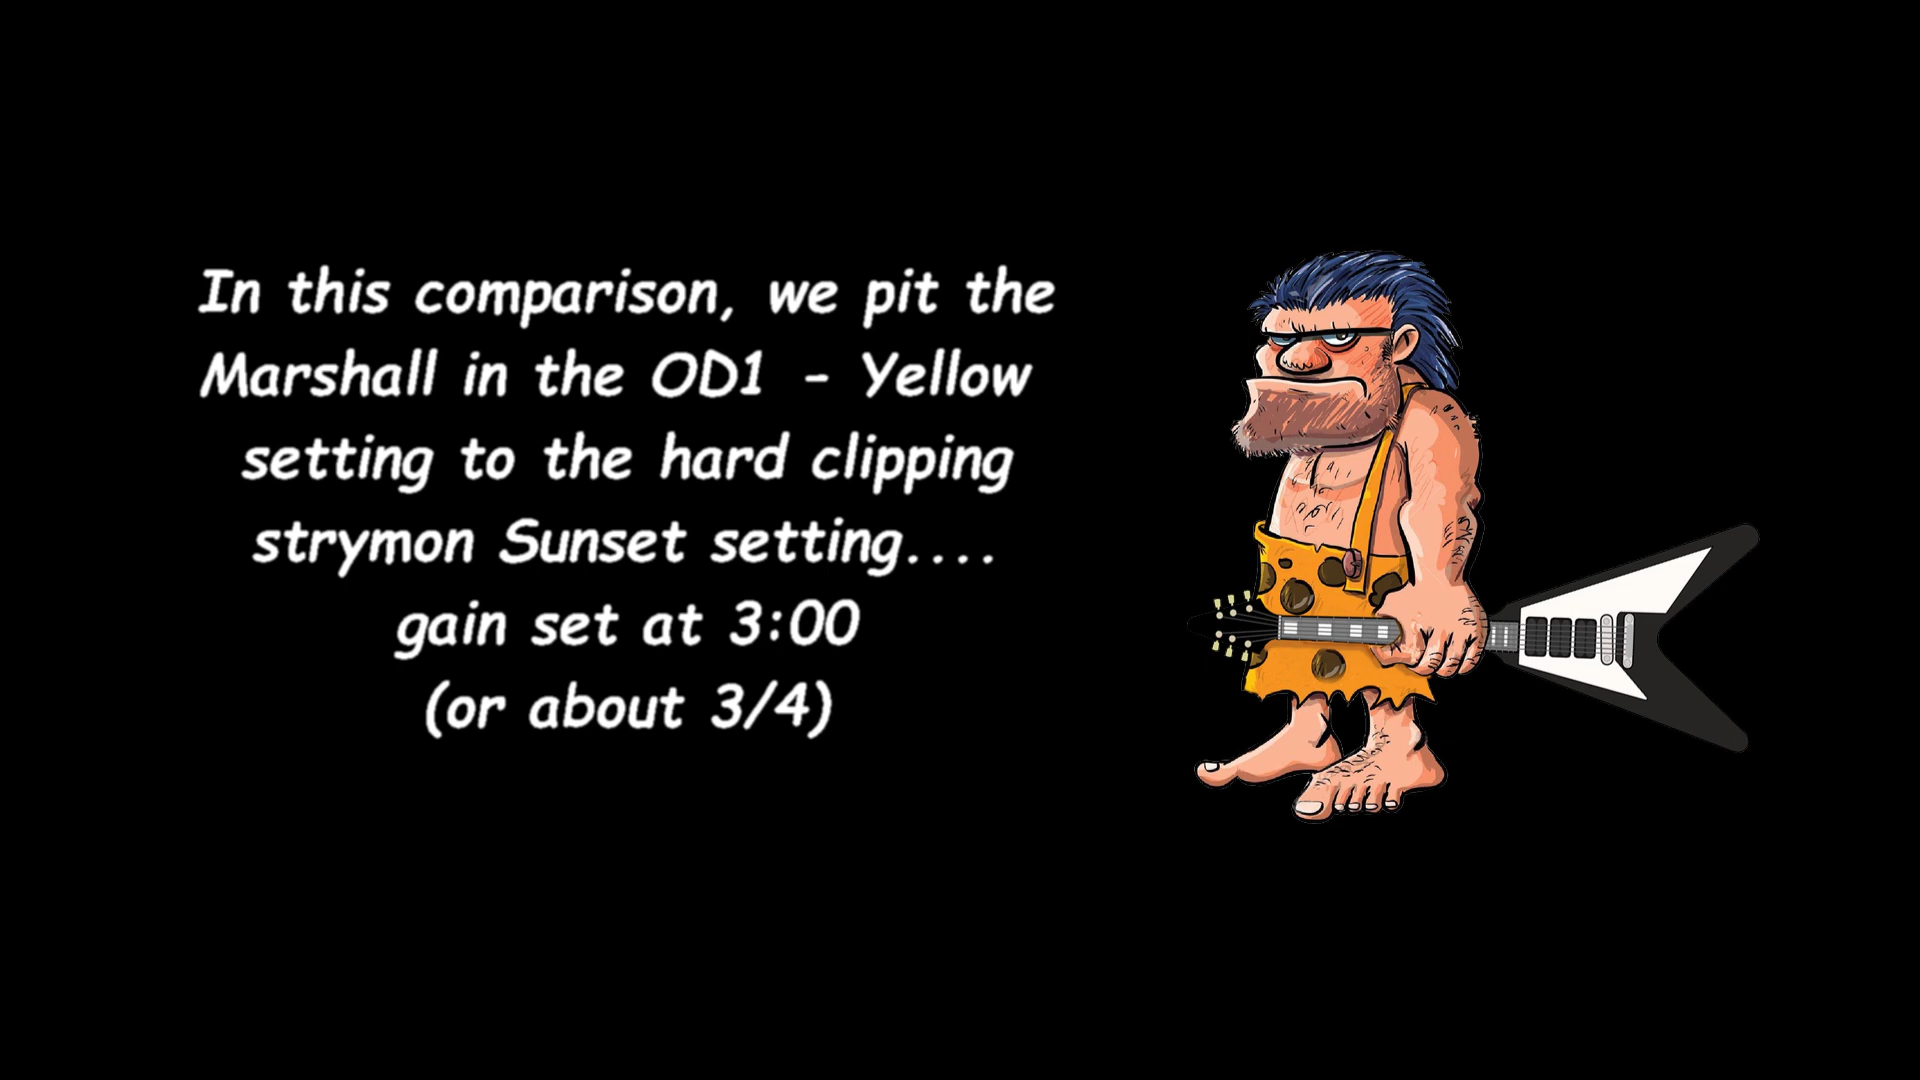 In this comparison, we pit the
Marshall in the OD1 - Yellow
setting to the hard clipping
strymon Sunset setting....
gain set at 3:00
(or about 3/4)